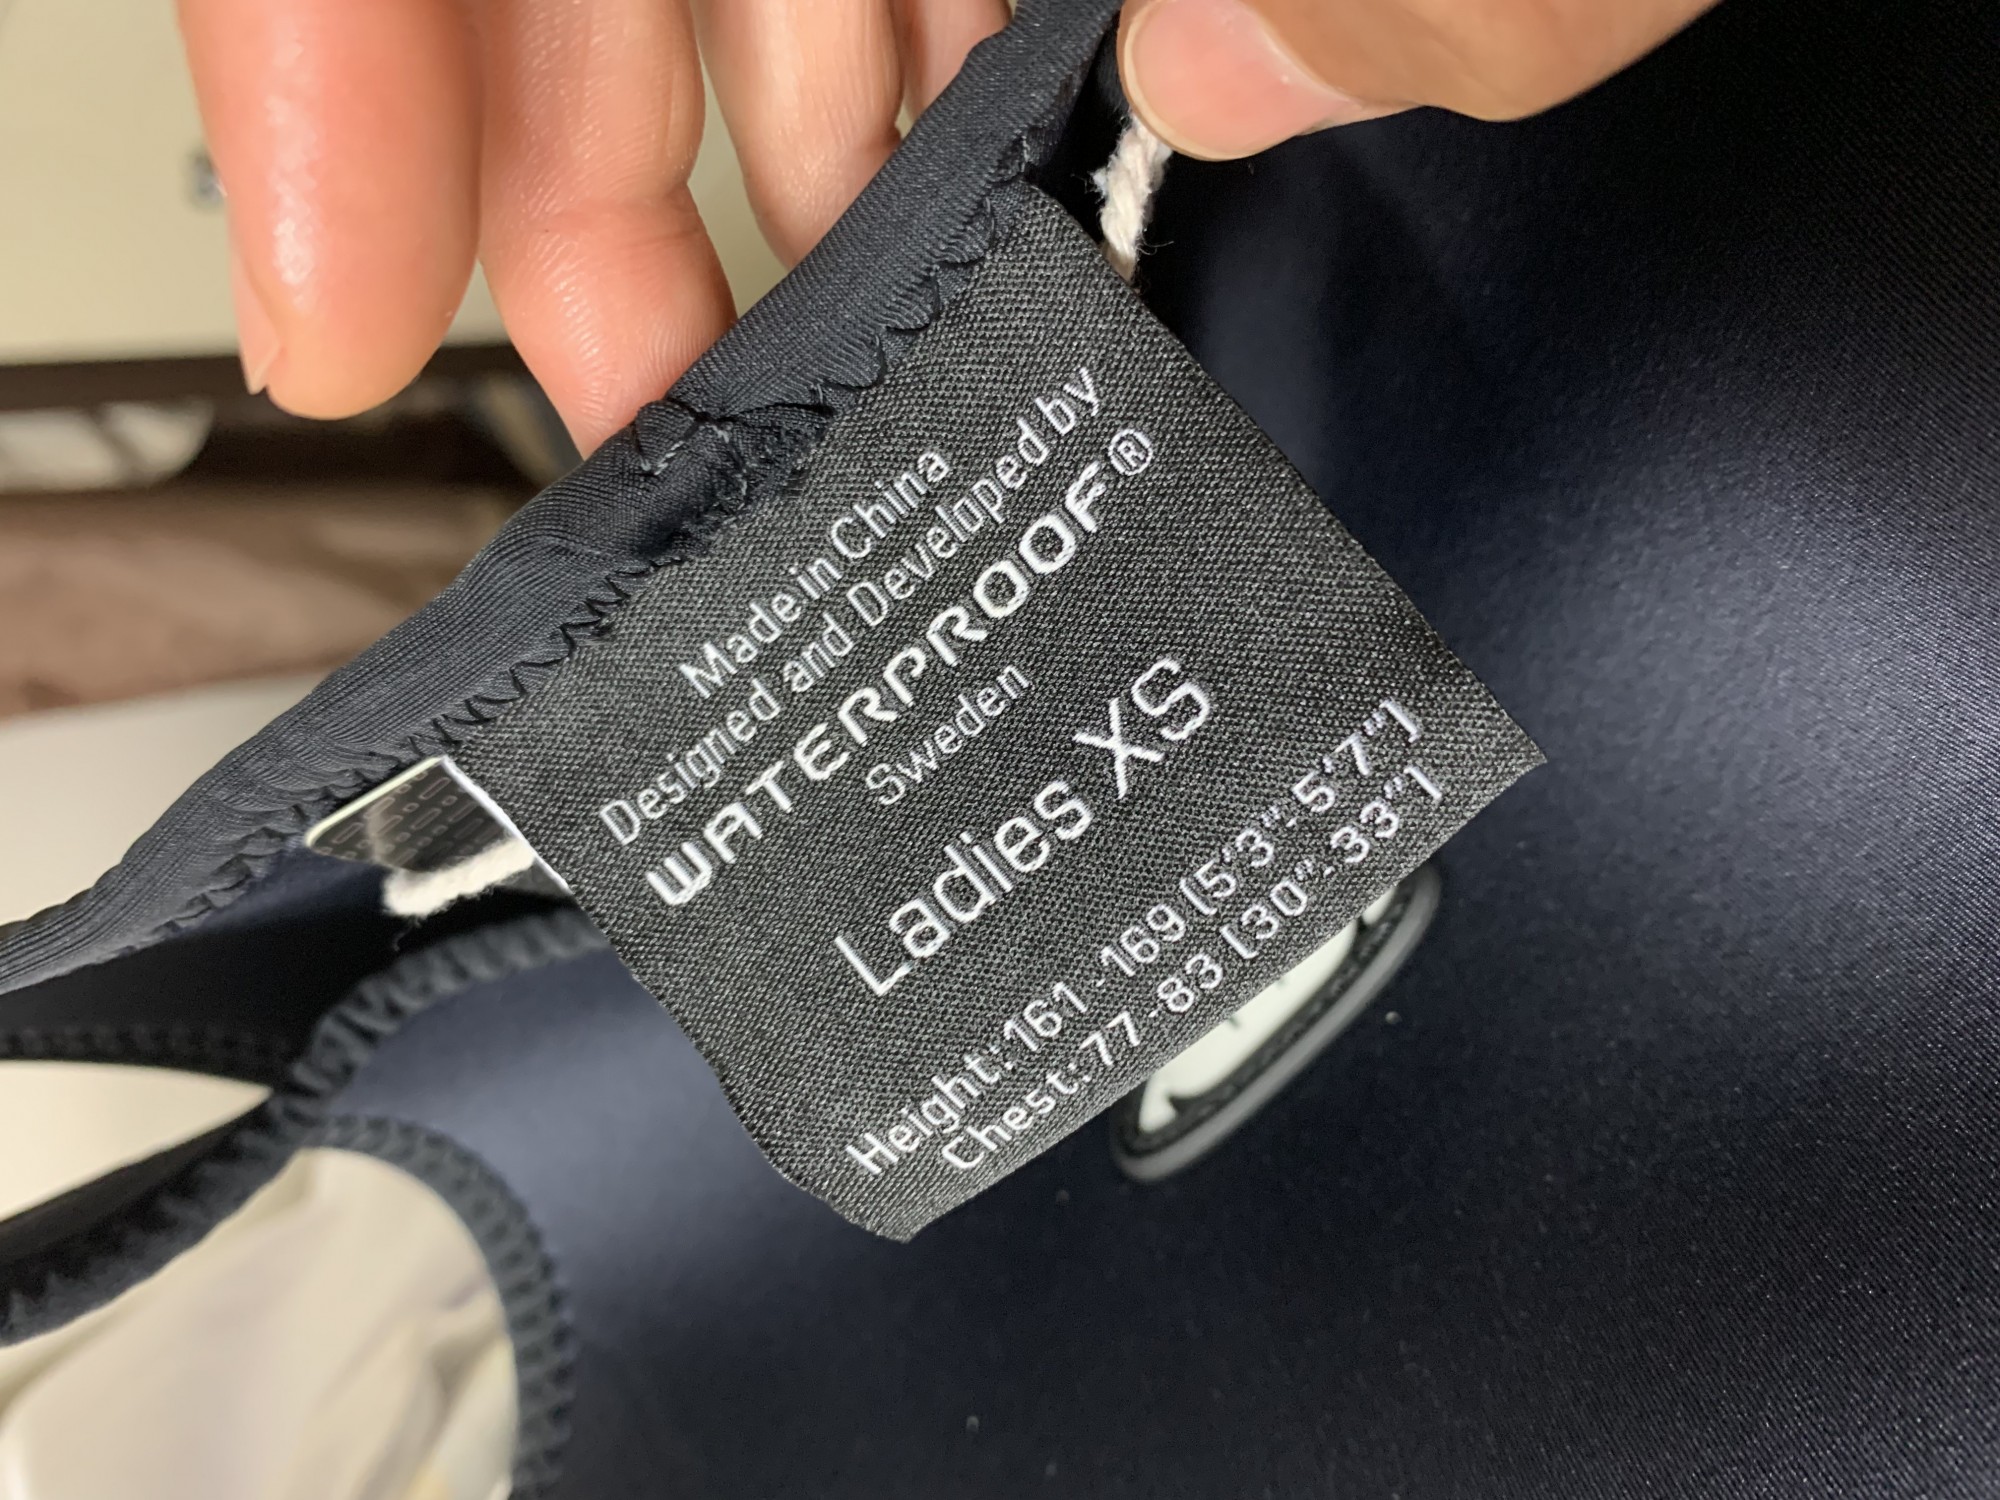 Made in China
Designed and Developed by
WATERPROOF®
Sweden
Ladies XS
Height: 161 - 169 [5'3"- 5'7"]
Chest: 77 - 83 [30"- 33"]